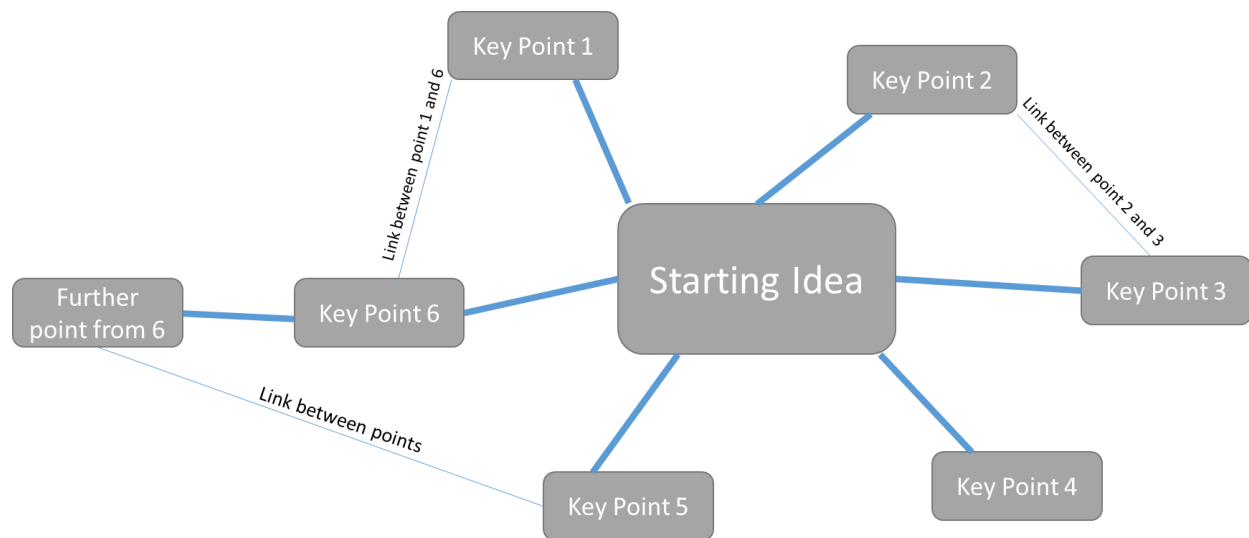 Key Point 1
Key Point 2
Link between point 1 and 6
Link between point 2 and 3
Starting Idea
Further
point from 6
Key Point 6
Key Point 3
Link between points
Key Point 5
Key Point 4